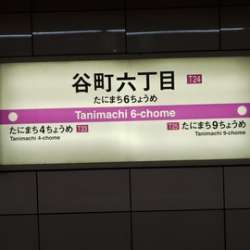 谷町六丁目 T24
たにまち6ちょうめ
Tanimachi 6-chome
たにまち4ちょうめ T23
Tanimachi 4-chome
T25 たにまち9ちょうめ
Tanimachi 9-chome